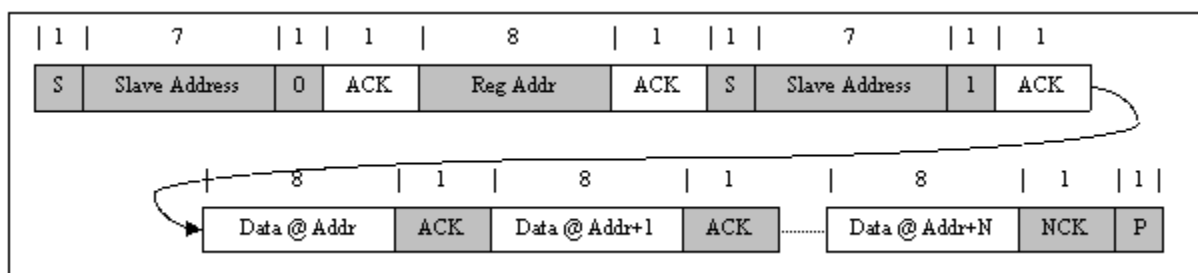 | 1 | 7 | 1 | 1 | 8 | 1 | 1 | 7 | 1 | 1
S Slave Address 0 ACK Reg Addr ACK S Slave Address 1 ACK
| 8 | 1 | 8 | 1 | 8 | 1 | 1 |
Data @ Addr ACK Data @ Addr+1 ACK ........... Data @ Addr+N NCK P